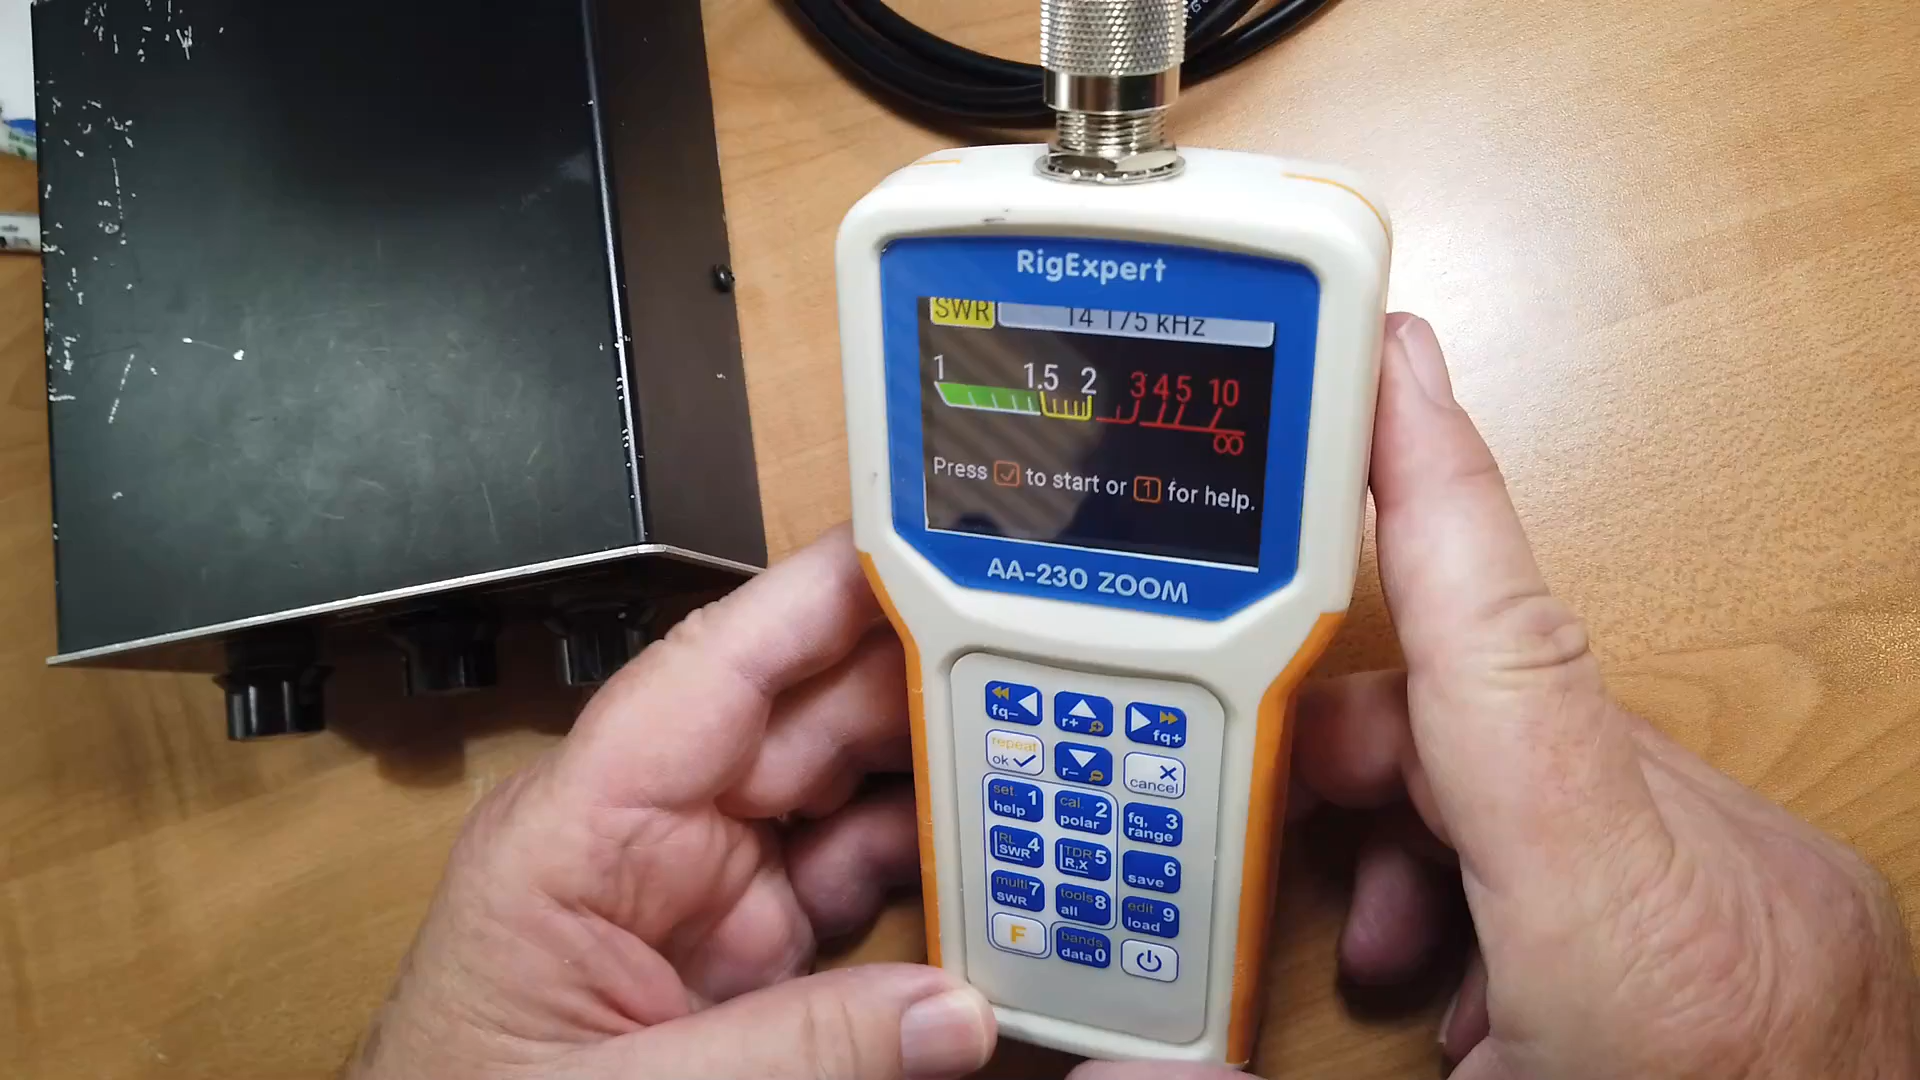 RigExpert
SWR 14 175 kHz
1 1.5 2 3 4 5 10
∞
Press ✓ to start or 1 for help.
AA-230 ZOOM
fq- r+ fq+
repeat
ok r- cancel
set. 1 cal. 2 fq, 3
help polar range
RL 4 TDR 5 6
SWR R,X save
multi 7 tools 8 edit 9
SWR all load
F bands
data 0